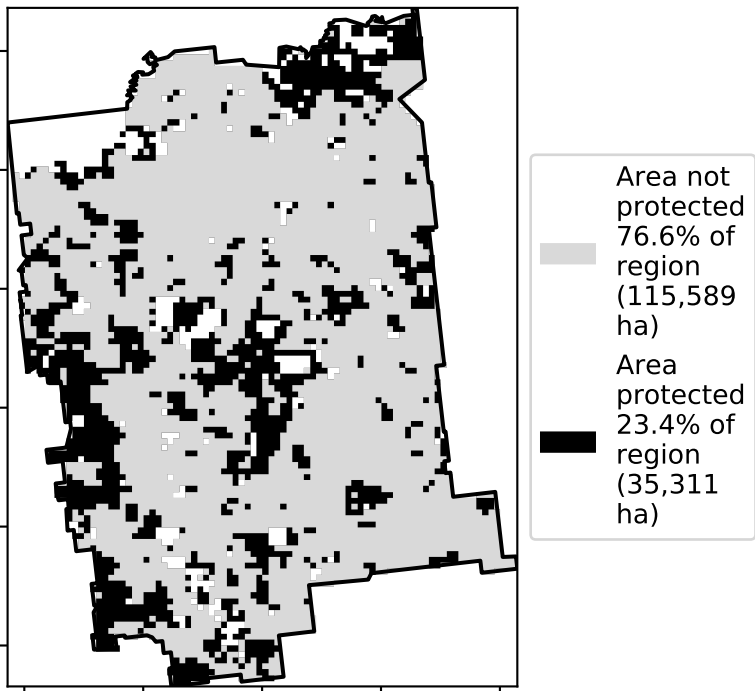 Area not
protected
76.6% of
region
(115,589
ha)
Area
protected
23.4% of
region
(35,311
ha)